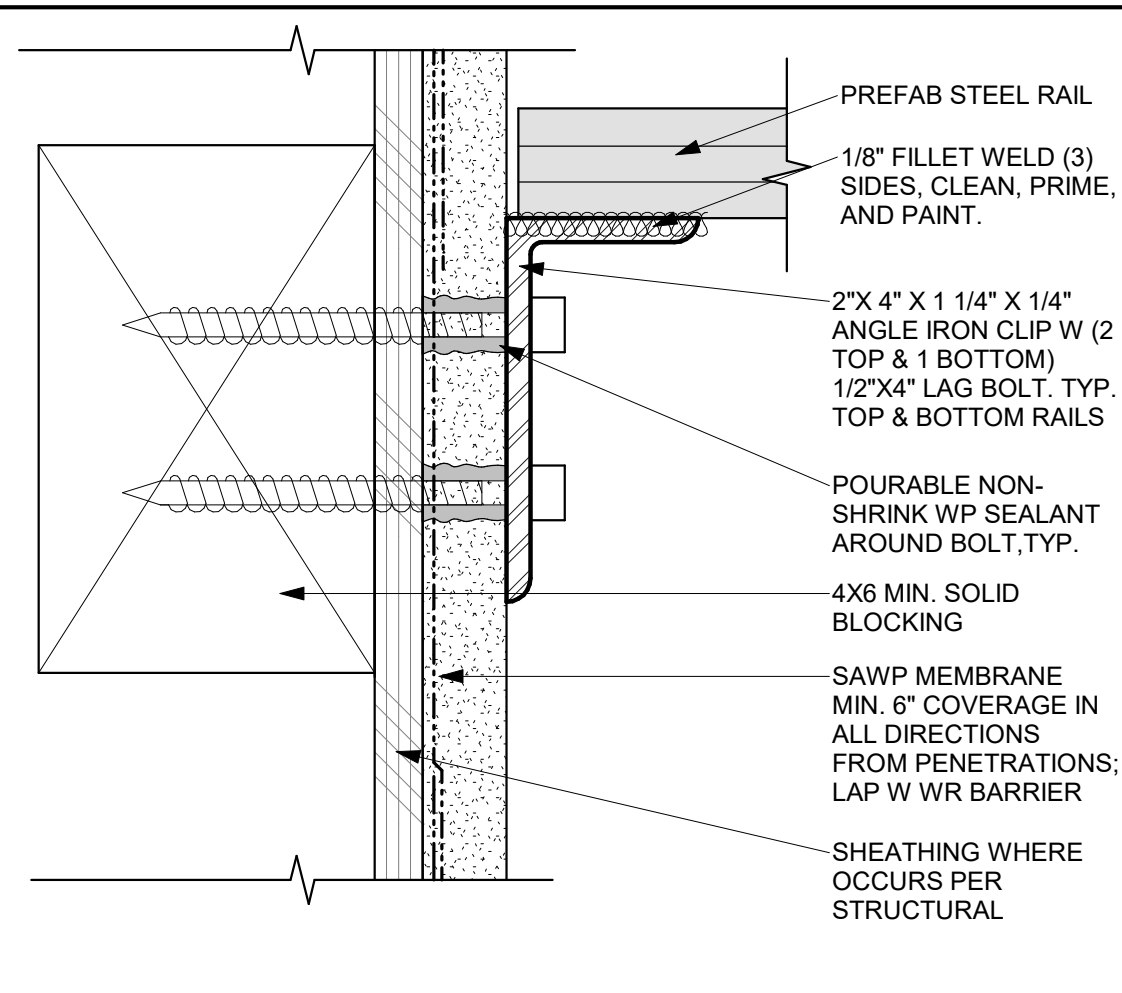 PREFAB STEEL RAIL
1/8" FILLET WELD (3)
SIDES, CLEAN, PRIME,
AND PAINT.
2"X 4" X 1 1/4" X 1/4"
ANGLE IRON CLIP W (2
TOP & 1 BOTTOM)
1/2"X4" LAG BOLT. TYP.
TOP & BOTTOM RAILS
POURABLE NON-
SHRINK WP SEALANT
AROUND BOLT,TYP.
4X6 MIN. SOLID
BLOCKING
SAWP MEMBRANE
MIN. 6" COVERAGE IN
ALL DIRECTIONS
FROM PENETRATIONS;
LAP W WR BARRIER
SHEATHING WHERE
OCCURS PER
STRUCTURAL